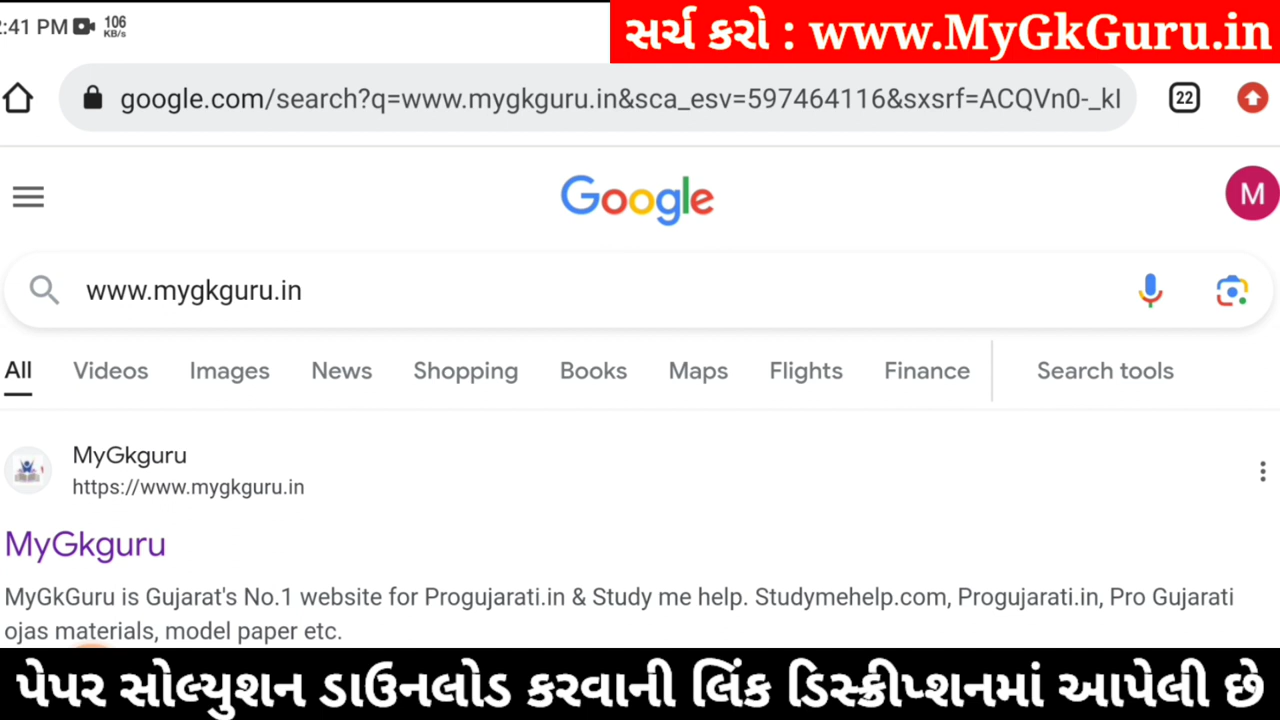 :41 PM 106 KB/s
સર્ચ કરો : www.MyGkGuru.in
google.com/search?q=www.mygkguru.in&sca_esv=597464116&sxsrf=ACQVn0-_kI
22
Google
M
www.mygkguru.in
All Videos Images News Shopping Books Maps Flights Finance Search tools
MyGkguru
https://www.mygkguru.in
MyGkguru
MyGkGuru is Gujarat's No.1 website for Progujarati.in & Study me help. Studymehelp.com, Progujarati.in, Pro Gujarati
ojas materials, model paper etc.
પેપર સોલ્યુશન ડાઉનલોડ કરવાની લિંક ડિસ્ક્રીપ્શનમાં આપેલી છે